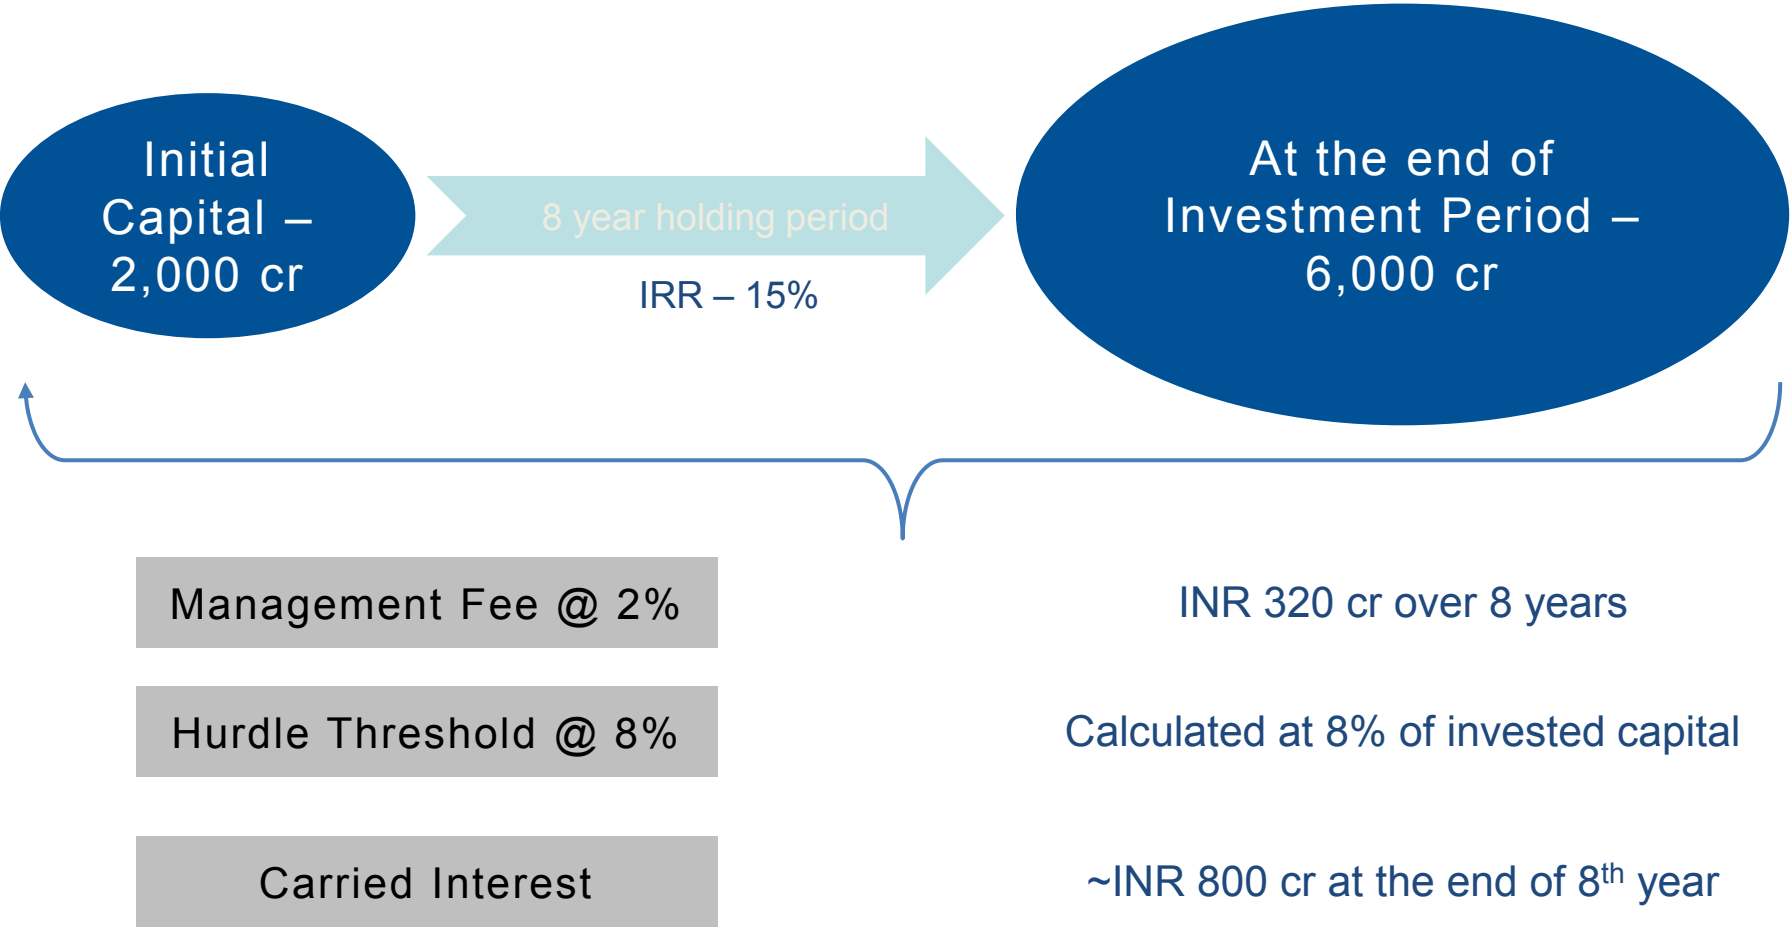 Initial
Capital –
2,000 cr
8 year holding period
IRR – 15%
At the end of
Investment Period –
6,000 cr
Management Fee @ 2%
INR 320 cr over 8 years
Hurdle Threshold @ 8%
Calculated at 8% of invested capital
Carried Interest
~INR 800 cr at the end of 8th year